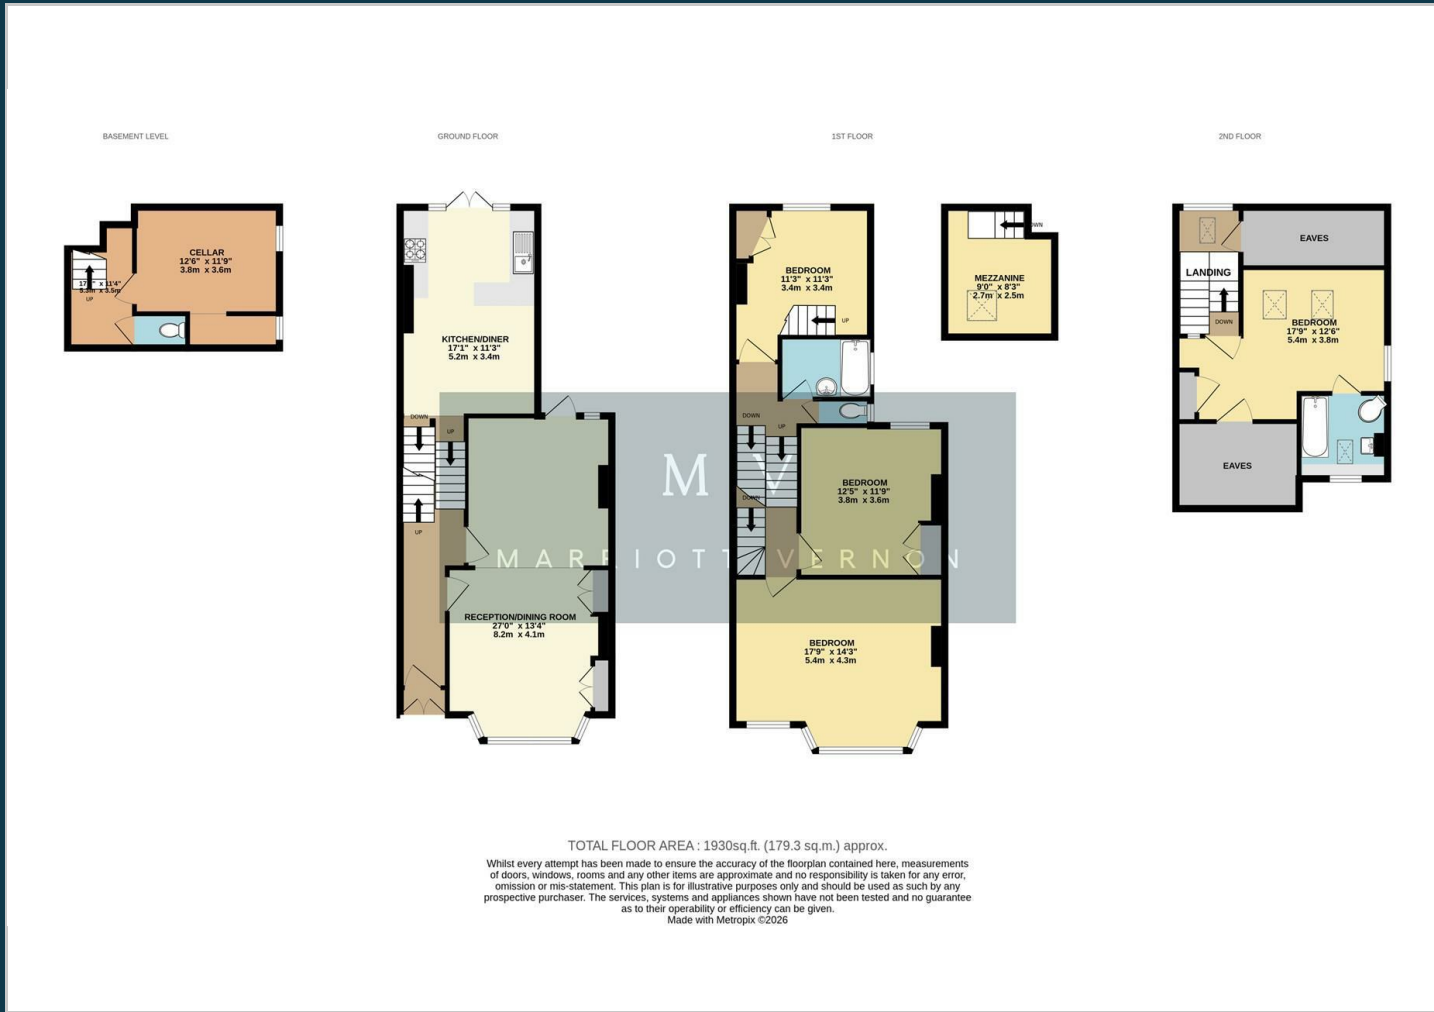 BASEMENT LEVEL
GROUND FLOOR
1ST FLOOR
2ND FLOOR
CELLAR
12'6" x 11'9"
3.8m x 3.6m
UP
KITCHEN/DINER
17'1" x 11'3"
5.2m x 3.4m
DOWN
UP
UP
RECEPTION/DINING ROOM
27'0" x 13'4"
8.2m x 4.1m
BEDROOM
11'3" x 11'3"
3.4m x 3.4m
UP
DOWN
UP
DOWN
BEDROOM
12'5" x 11'9"
3.8m x 3.6m
BEDROOM
17'9" x 14'3"
5.4m x 4.3m
DOWN
MEZZANINE
9'0" x 8'3"
2.7m x 2.5m
EAVES
LANDING
DOWN
BEDROOM
17'9" x 12'6"
5.4m x 3.8m
EAVES
M V
MARRIOTT VERNON
TOTAL FLOOR AREA : 1930sq.ft. (179.3 sq.m.) approx.
Whilst every attempt has been made to ensure the accuracy of the floorplan contained here, measurements
of doors, windows, rooms and any other items are approximate and no responsibility is taken for any error,
omission or mis-statement. This plan is for illustrative purposes only and should be used as such by any
prospective purchaser. The services, systems and appliances shown have not been tested and no guarantee
as to their operability or efficiency can be given.
Made with Metropix ©2026